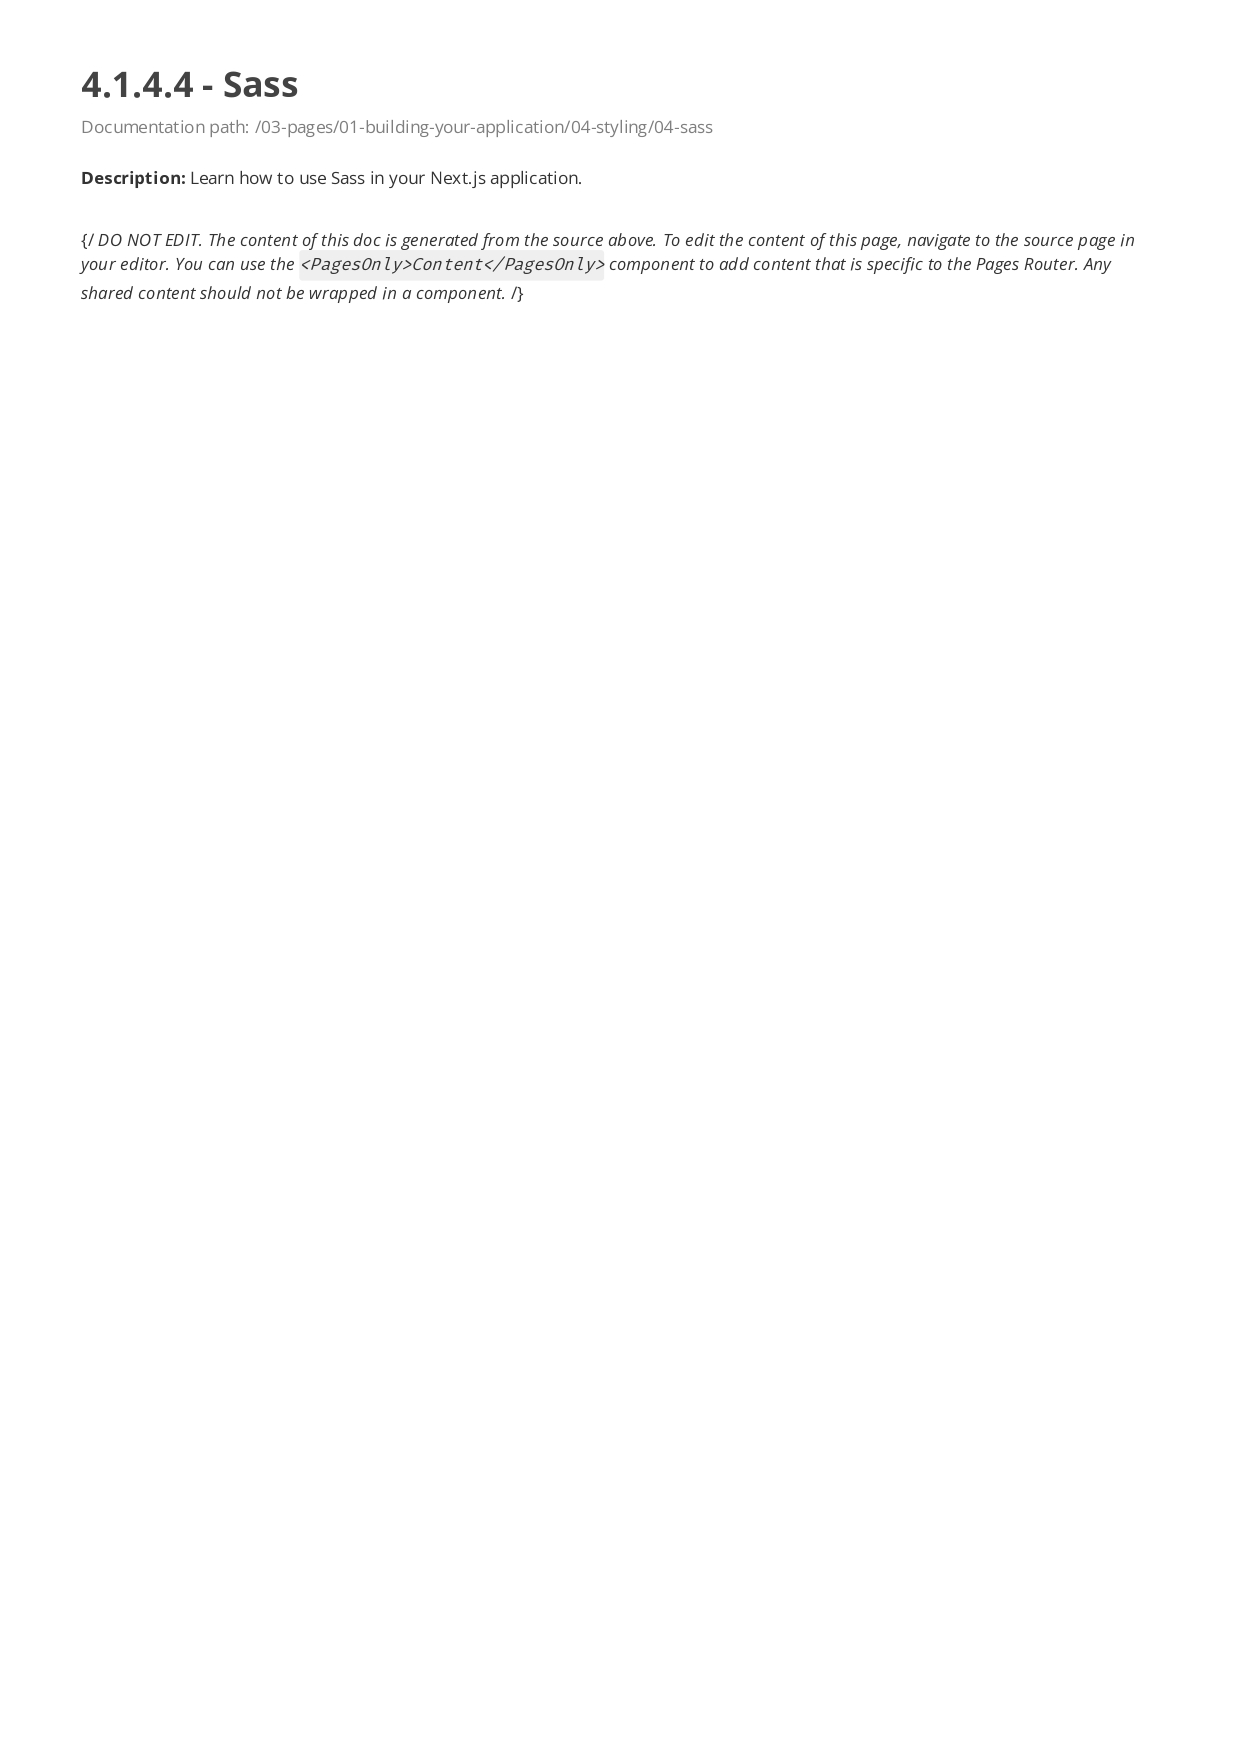 4.1.4.4 - Sass
Documentation path: /03-pages/01-building-your-application/04-styling/04-sass
Description: Learn how to use Sass in your Next.js application.
{/ DO NOT EDIT. The content of this doc is generated from the source above. To edit the content of this page, navigate to the source page in
your editor. You can use the <PagesOnly>Content</PagesOnly> component to add content that is specific to the Pages Router. Any
shared content should not be wrapped in a component. /}